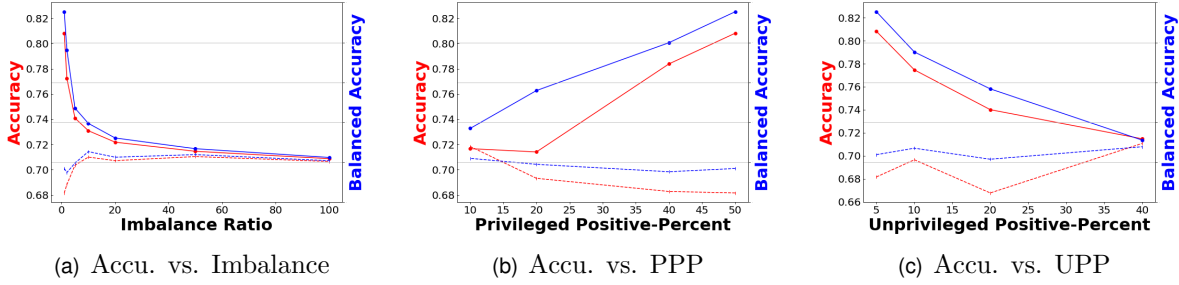 Accuracy
0.82
0.80
0.78
0.76
0.74
0.72
0.70
0.68
0 20 40 60 80 100
Imbalance Ratio
Balanced Accuracy
(a) Accu. vs. Imbalance
Accuracy
0.82
0.80
0.78
0.76
0.74
0.72
0.70
0.68
10 15 20 25 30 35 40 45 50
Privileged Positive-Percent
Balanced Accuracy
(b) Accu. vs. PPP
Accuracy
0.82
0.80
0.78
0.76
0.74
0.72
0.70
0.68
0.66
5 10 15 20 25 30 35 40
Unprivileged Positive-Percent
Balanced Accuracy
(c) Accu. vs. UPP